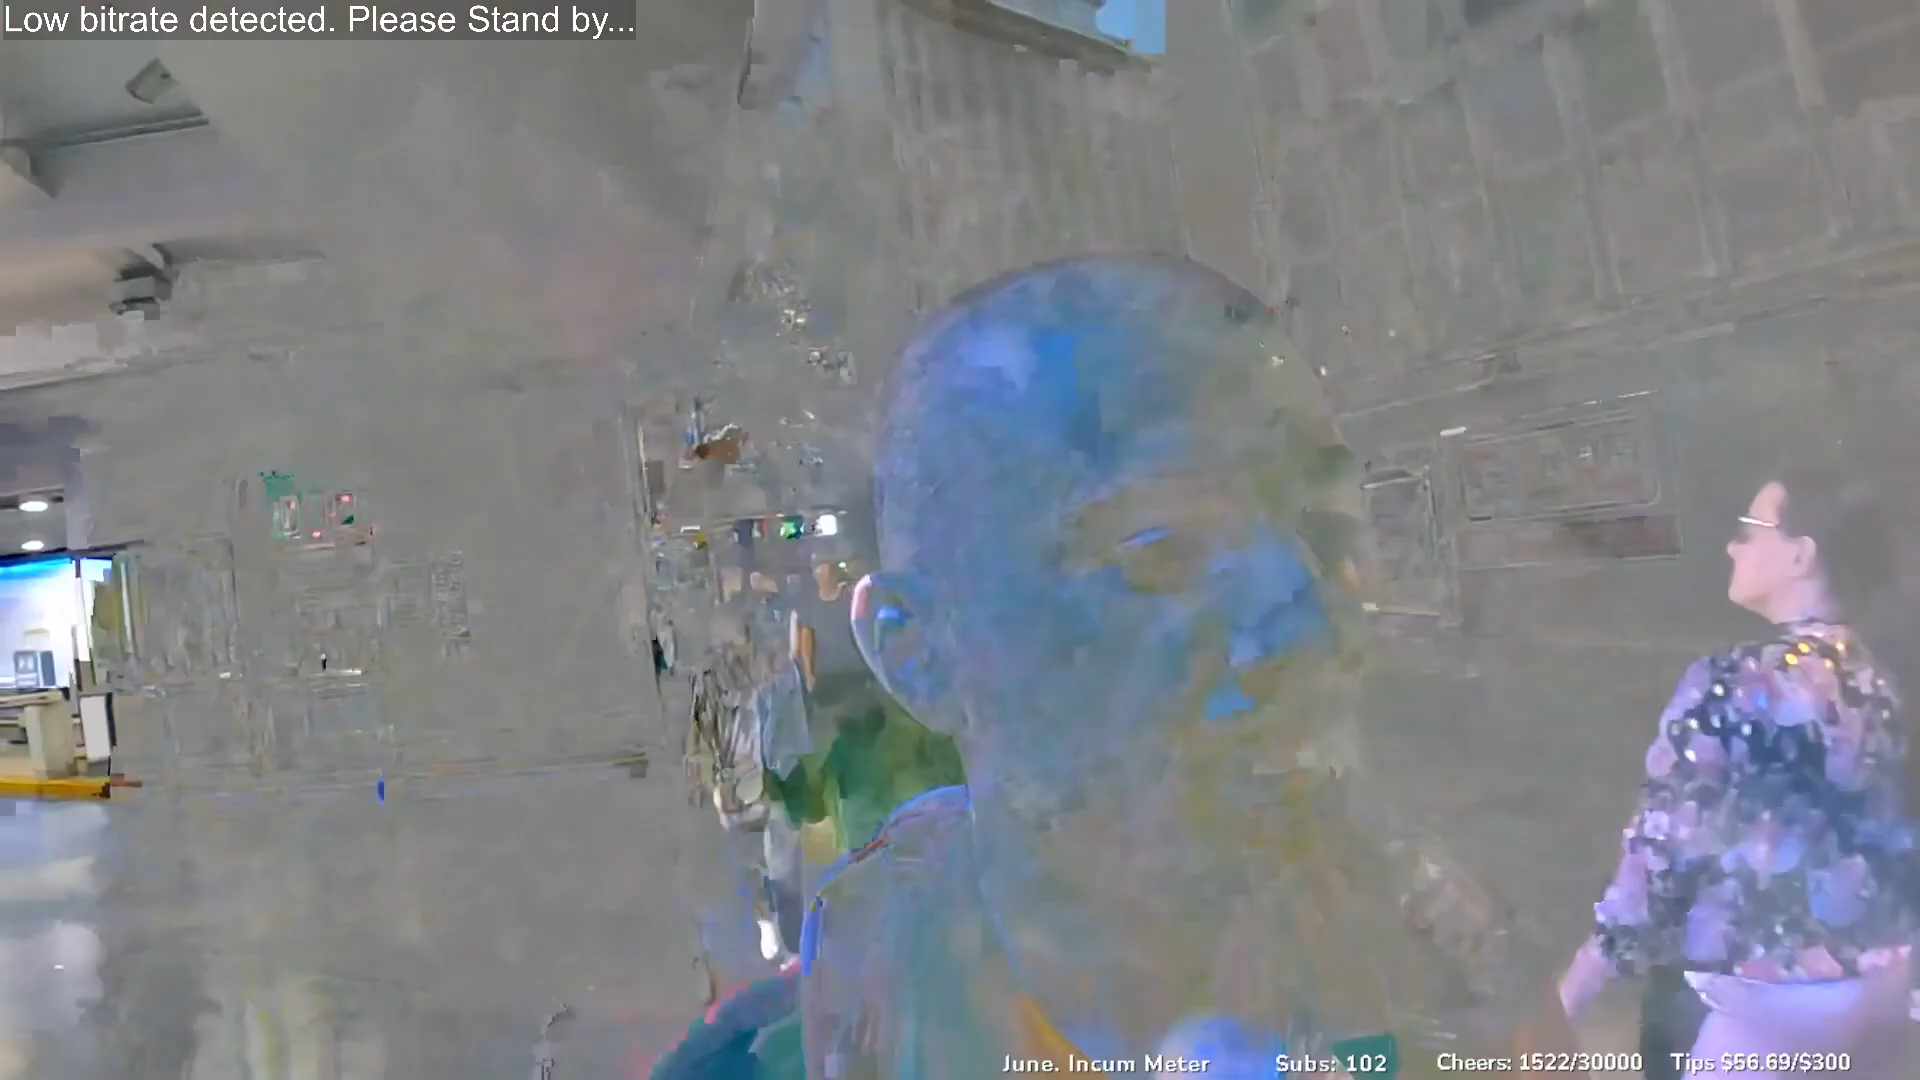 Low bitrate detected. Please Stand by...
June. Incum Meter Subs: 102 Cheers: 1522/30000 Tips $56.69/$300